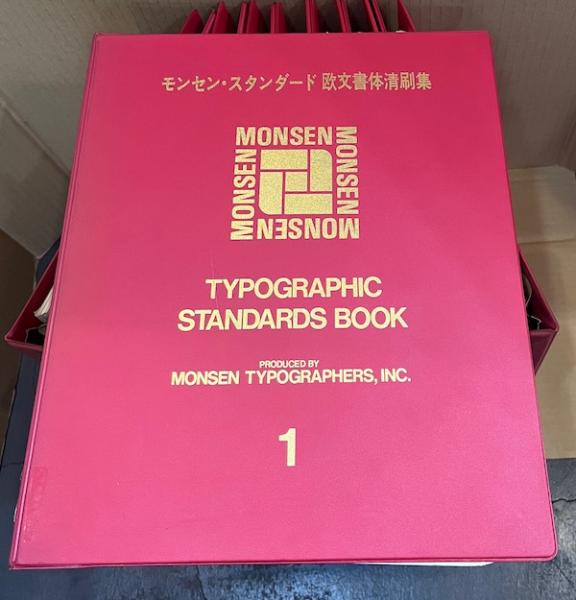 モンセン・スタンダード 欧文書体清刷集
MONSEN
MONSEN
MONSEN
MONSEN
TYPOGRAPHIC
STANDARDS BOOK
PRODUCED BY
MONSEN TYPOGRAPHERS, INC.
1